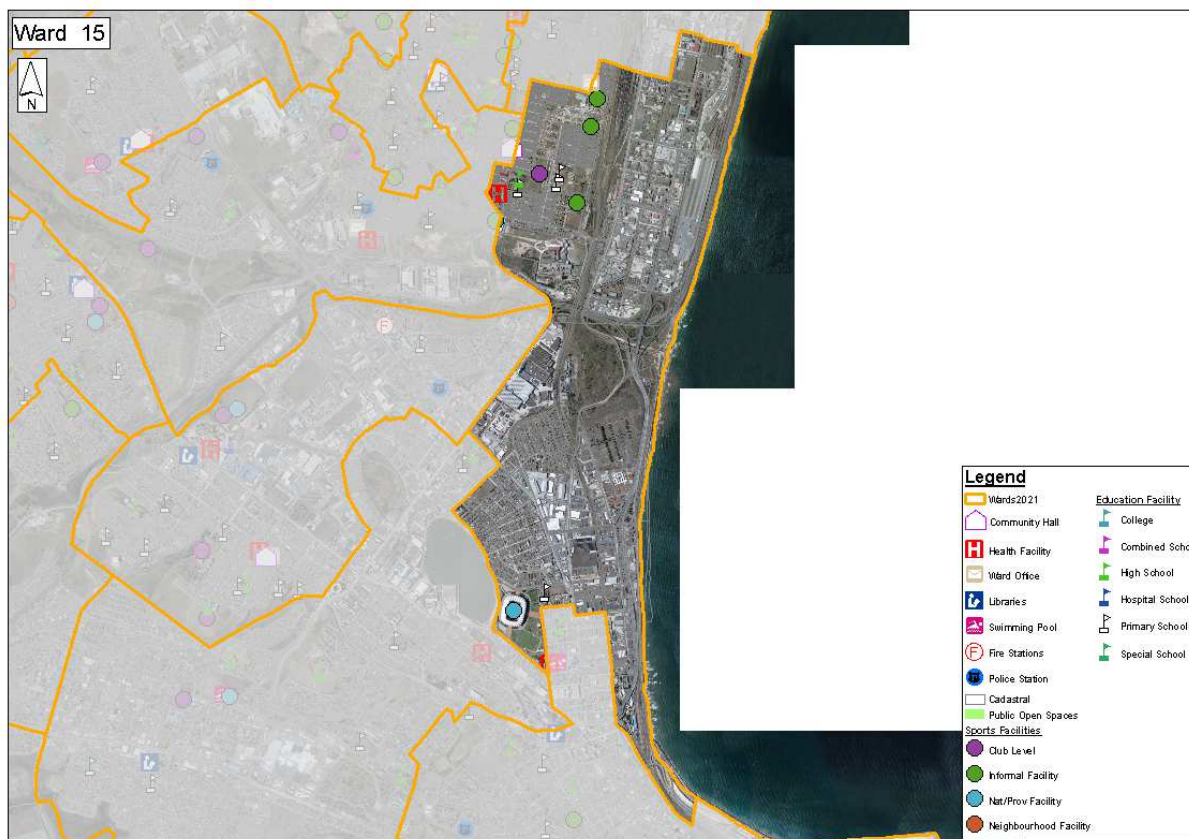 Ward 15
N
Legend
Wards2021
Community Hall
H Health Facility
Ward Office
Libraries
Swimming Pool
F Fire Stations
Police Station
Cadastral
Public Open Spaces
Sports Facilities
Club Level
Informal Facility
Nat/Prov Facility
Neighbourhood Facility
Education Facility
College
Combined Scho
High School
Hospital School
Primary School
Special School
H
F
H
H
H
H